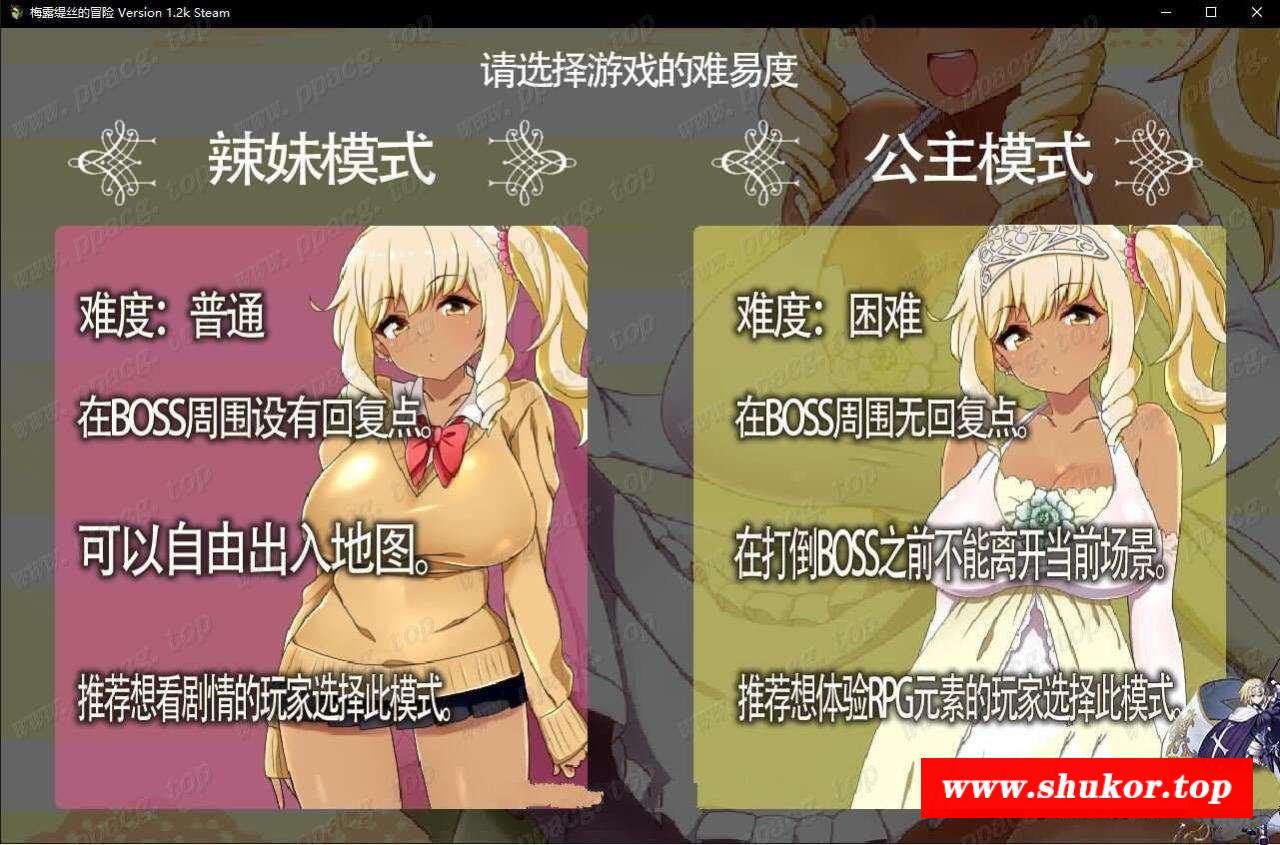 梅露缇丝的冒险 Version 1.2k Steam
请选择游戏的难易度
辣妹模式
难度：普通
在BOSS周围设有回复点。
可以自由出入地图。
推荐想看剧情的玩家选择此模式。
公主模式
难度：困难
在BOSS周围无回复点。
在打倒BOSS之前不能离开当前场景。
推荐想体验RPG元素的玩家选择此模式。
www.shukor.top
www.ppacg.top